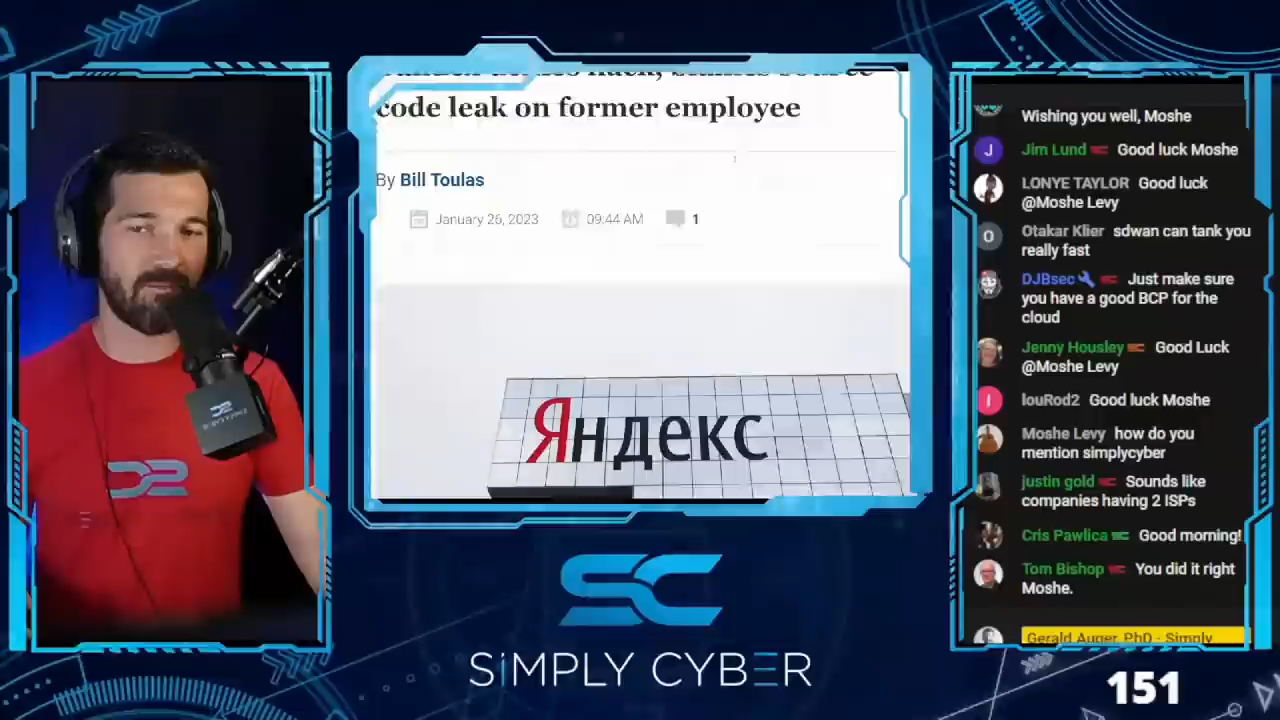 code leak on former employee
By Bill Toulas
January 26, 2023 09:44 AM 1
Яндекс
SC
SIMPLY CYBER
Wishing you well, Moshe
J
Jim Lund Good luck Moshe
LONYE TAYLOR Good luck
@Moshe Levy
O
Otakar Klier sdwan can tank you
really fast
DJBsec Just make sure
you have a good BCP for the
cloud
Jenny Housley Good Luck
@Moshe Levy
l
louRod2 Good luck Moshe
Moshe Levy how do you
mention simplycyber
justin gold Sounds like
companies having 2 ISPs
Cris Pawlica Good morning!
Tom Bishop You did it right
Moshe.
Gerald Auger, PhD - Simply
151